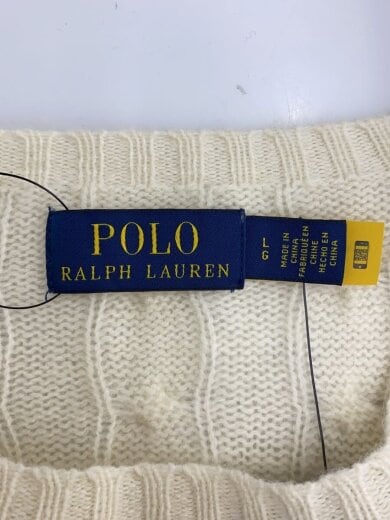 POLO
RALPH LAUREN
L
G
MADE IN
CHINA
FABRIQUÉ EN
CHINE
HECHO EN
CHINA